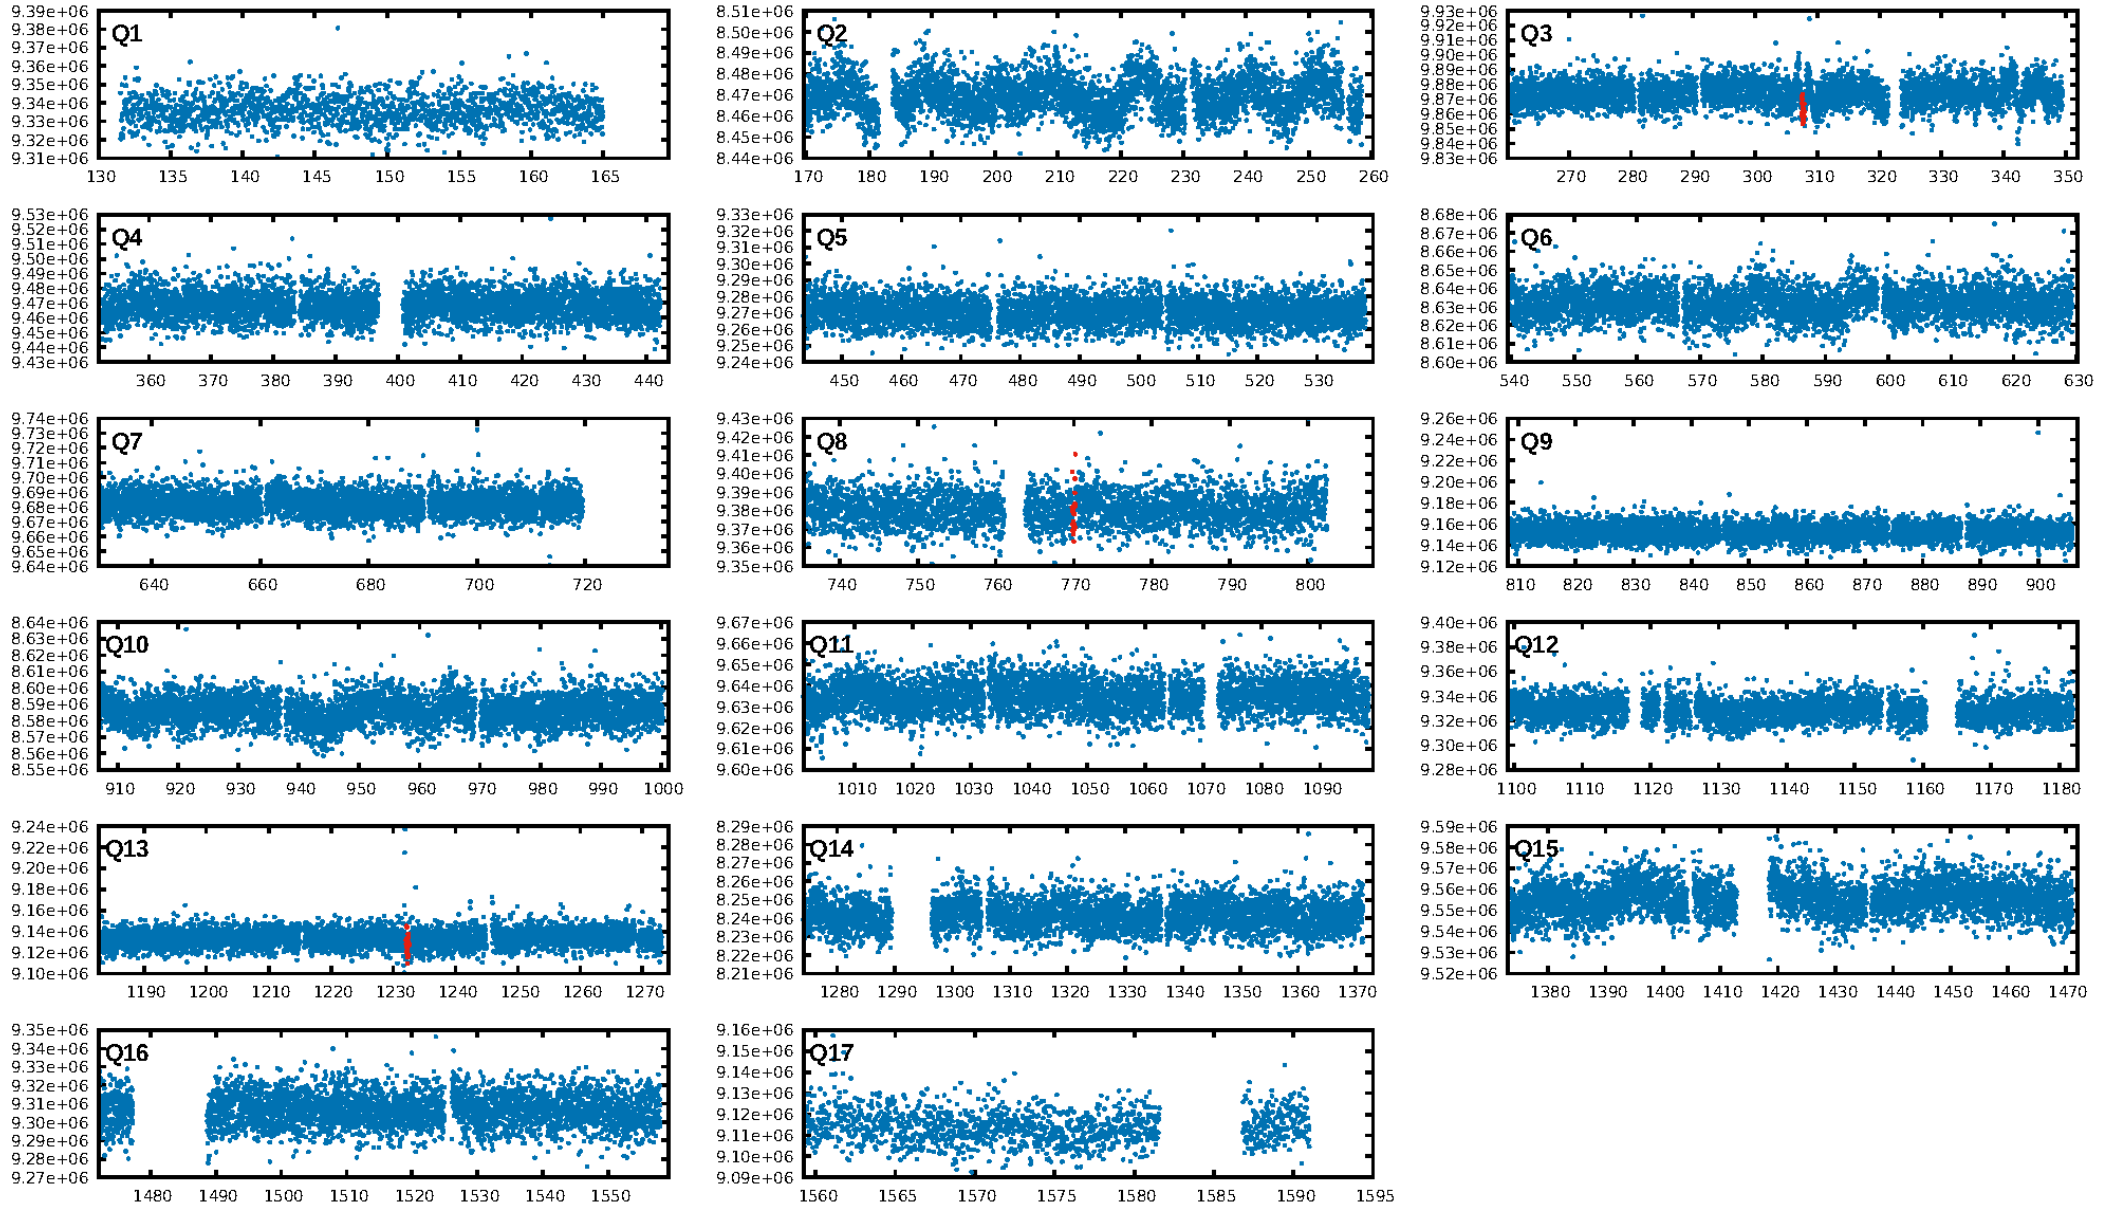 Q1
9.39e+06
9.38e+06
9.37e+06
9.36e+06
9.35e+06
9.34e+06
9.33e+06
9.32e+06
9.31e+06
130 135 140 145 150 155 160 165
Q2
8.51e+06
8.50e+06
8.49e+06
8.48e+06
8.47e+06
8.46e+06
8.45e+06
8.44e+06
170 180 190 200 210 220 230 240 250 260
Q3
9.93e+06
9.92e+06
9.91e+06
9.90e+06
9.89e+06
9.88e+06
9.87e+06
9.86e+06
9.85e+06
9.84e+06
9.83e+06
270 280 290 300 310 320 330 340 350
Q4
9.53e+06
9.52e+06
9.51e+06
9.50e+06
9.49e+06
9.48e+06
9.47e+06
9.46e+06
9.45e+06
9.44e+06
9.43e+06
360 370 380 390 400 410 420 430 440
Q5
9.33e+06
9.32e+06
9.31e+06
9.30e+06
9.29e+06
9.28e+06
9.27e+06
9.26e+06
9.25e+06
9.24e+06
450 460 470 480 490 500 510 520 530
Q6
8.68e+06
8.67e+06
8.66e+06
8.65e+06
8.64e+06
8.63e+06
8.62e+06
8.61e+06
8.60e+06
540 550 560 570 580 590 600 610 620 630
Q7
9.74e+06
9.73e+06
9.72e+06
9.71e+06
9.70e+06
9.69e+06
9.68e+06
9.67e+06
9.66e+06
9.65e+06
9.64e+06
640 660 680 700 720
Q8
9.43e+06
9.42e+06
9.41e+06
9.40e+06
9.39e+06
9.38e+06
9.37e+06
9.36e+06
9.35e+06
740 750 760 770 780 790 800
Q9
9.26e+06
9.24e+06
9.22e+06
9.20e+06
9.18e+06
9.16e+06
9.14e+06
9.12e+06
810 820 830 840 850 860 870 880 890 900
Q10
8.64e+06
8.63e+06
8.62e+06
8.61e+06
8.60e+06
8.59e+06
8.58e+06
8.57e+06
8.56e+06
8.55e+06
910 920 930 940 950 960 970 980 990 1000
Q11
9.67e+06
9.66e+06
9.65e+06
9.64e+06
9.63e+06
9.62e+06
9.61e+06
9.60e+06
1010 1020 1030 1040 1050 1060 1070 1080 1090
Q12
9.40e+06
9.38e+06
9.36e+06
9.34e+06
9.32e+06
9.30e+06
9.28e+06
1100 1110 1120 1130 1140 1150 1160 1170 1180
Q13
9.24e+06
9.22e+06
9.20e+06
9.18e+06
9.16e+06
9.14e+06
9.12e+06
9.10e+06
1190 1200 1210 1220 1230 1240 1250 1260 1270
Q14
8.29e+06
8.28e+06
8.27e+06
8.26e+06
8.25e+06
8.24e+06
8.23e+06
8.22e+06
8.21e+06
1280 1290 1300 1310 1320 1330 1340 1350 1360 1370
Q15
9.59e+06
9.58e+06
9.57e+06
9.56e+06
9.55e+06
9.54e+06
9.53e+06
9.52e+06
1380 1390 1400 1410 1420 1430 1440 1450 1460 1470
Q16
9.35e+06
9.34e+06
9.33e+06
9.32e+06
9.31e+06
9.30e+06
9.29e+06
9.28e+06
9.27e+06
1480 1490 1500 1510 1520 1530 1540 1550
Q17
9.16e+06
9.15e+06
9.14e+06
9.13e+06
9.12e+06
9.11e+06
9.10e+06
9.09e+06
1560 1565 1570 1575 1580 1585 1590 1595